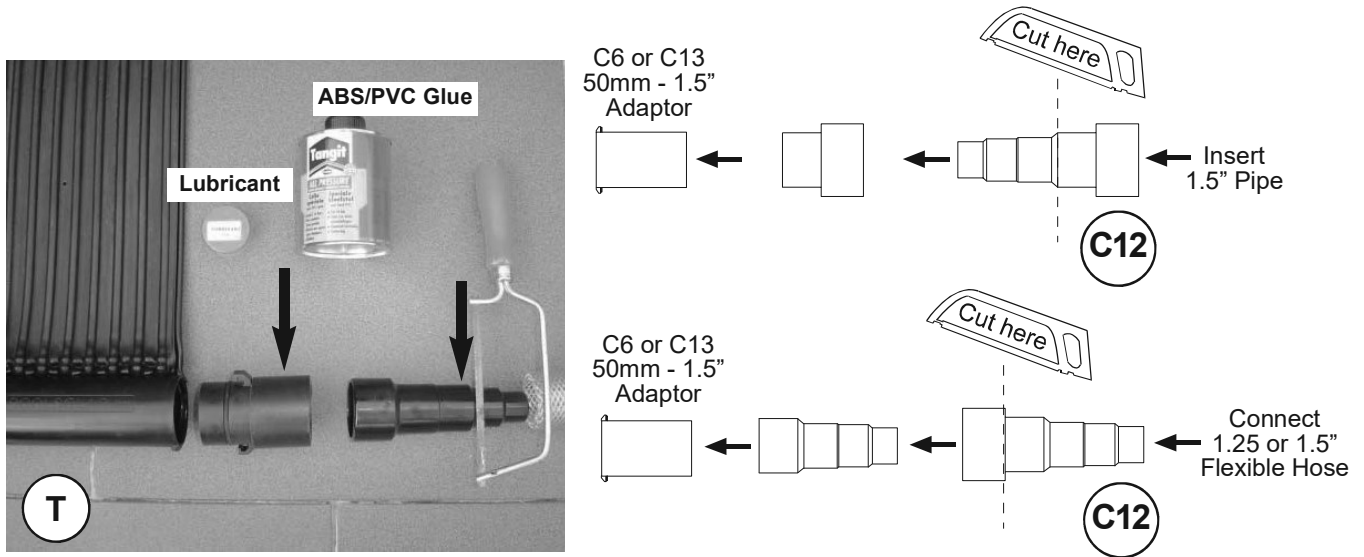 ABS/PVC Glue
Lubricant
Tangit
T
C6 or C13
50mm - 1.5”
Adaptor
Cut here
Insert
1.5” Pipe
C12
C6 or C13
50mm - 1.5”
Adaptor
Cut here
Connect
1.25 or 1.5”
Flexible Hose
C12